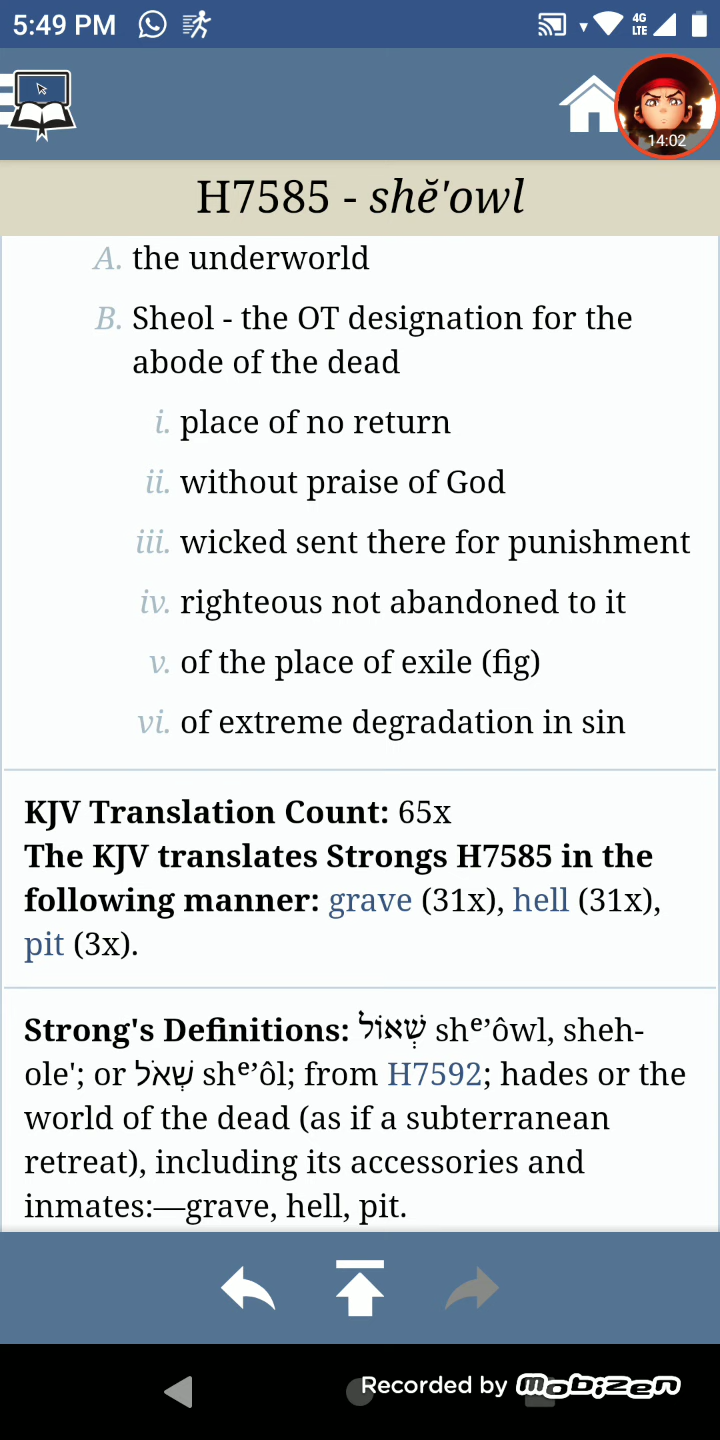 5:49 PM
4G
LTE
14:02
H7585 - shĕ'owl
A. the underworld
B. Sheol - the OT designation for the
abode of the dead
i. place of no return
ii. without praise of God
iii. wicked sent there for punishment
iv. righteous not abandoned to it
v. of the place of exile (fig)
vi. of extreme degradation in sin
KJV Translation Count: 65x
The KJV translates Strongs H7585 in the
following manner: grave (31x), hell (31x),
pit (3x).
Strong's Definitions: שְׁאוֹל shᵉʼôwl, sheh-
ole'; or שְׁאֹל shᵉʼôl; from H7592; hades or the
world of the dead (as if a subterranean
retreat), including its accessories and
inmates:—grave, hell, pit.
Recorded by mobizen